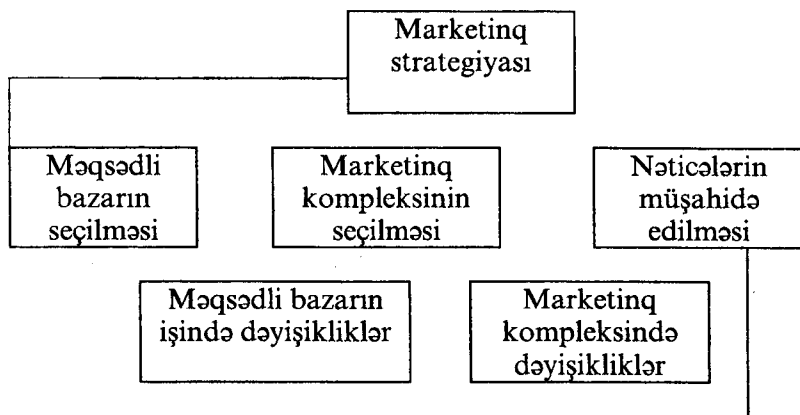 Marketinq
strategiyası
Məqsədli
bazarın
seçilməsi
Marketinq
kompleksinin
seçilməsi
Nəticələrin
müşahidə
edilməsi
Məqsədli bazarın
işində dəyişikliklər
Marketinq
kompleksində
dəyişikliklər